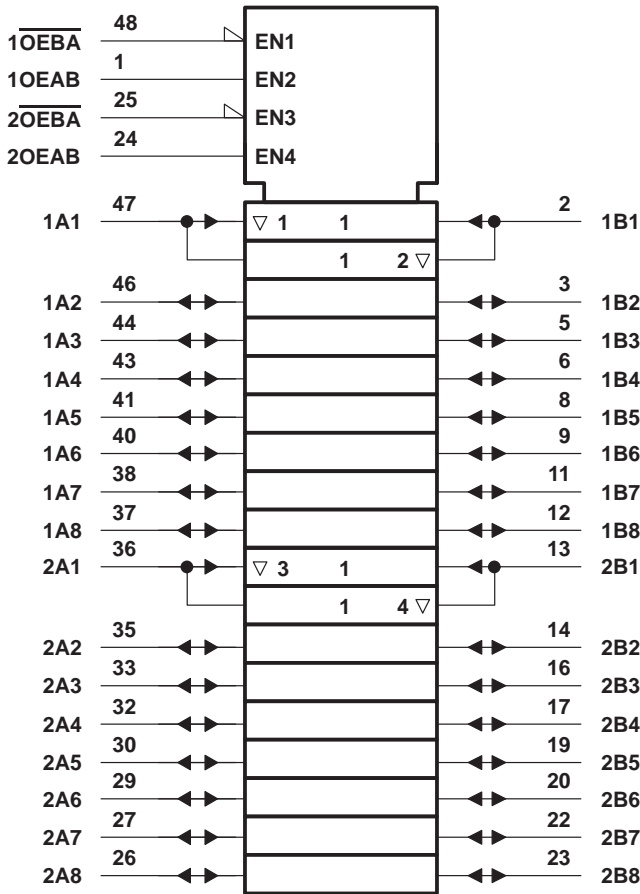 48
1OEBA EN1
1
1OEAB EN2
25
2OEBA EN3
24
2OEAB EN4
47 2
1A1 ▽ 1 1 1B1
1 2 ▽
46 3
1A2 1B2
44 5
1A3 1B3
43 6
1A4 1B4
41 8
1A5 1B5
40 9
1A6 1B6
38 11
1A7 1B7
37 12
1A8 1B8
36 13
2A1 ▽ 3 1 2B1
1 4 ▽
35 14
2A2 2B2
33 16
2A3 2B3
32 17
2A4 2B4
30 19
2A5 2B5
29 20
2A6 2B6
27 22
2A7 2B7
26 23
2A8 2B8